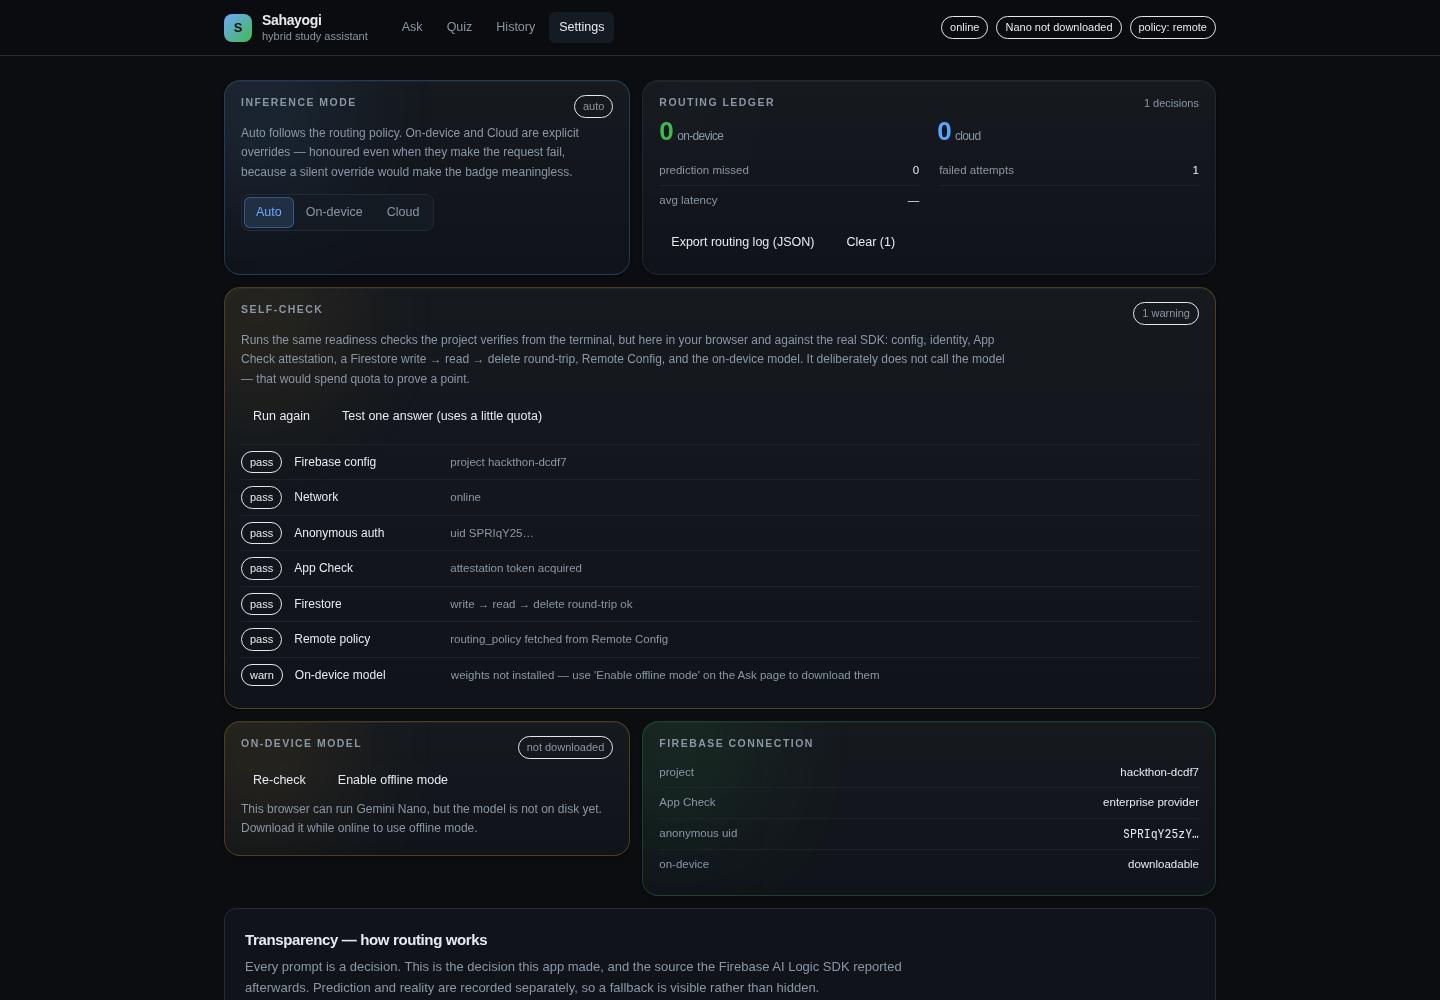 S
Sahayogi
hybrid study assistant
Ask
Quiz
History
Settings
online
Nano not downloaded
policy: remote
INFERENCE MODE
auto
Auto follows the routing policy. On-device and Cloud are explicit
overrides — honoured even when they make the request fail,
because a silent override would make the badge meaningless.
Auto
On-device
Cloud
ROUTING LEDGER
1 decisions
0 on-device
0 cloud
prediction missed 0
failed attempts 1
avg latency —
Export routing log (JSON)
Clear (1)
SELF-CHECK
1 warning
Runs the same readiness checks the project verifies from the terminal, but here in your browser and against the real SDK: config, identity, App
Check attestation, a Firestore write → read → delete round-trip, Remote Config, and the on-device model. It deliberately does not call the model
— that would spend quota to prove a point.
Run again
Test one answer (uses a little quota)
pass Firebase config project hackthon-dcdf7
pass Network online
pass Anonymous auth uid SPRIqY25…
pass App Check attestation token acquired
pass Firestore write → read → delete round-trip ok
pass Remote policy routing_policy fetched from Remote Config
warn On-device model weights not installed — use 'Enable offline mode' on the Ask page to download them
ON-DEVICE MODEL
not downloaded
Re-check
Enable offline mode
This browser can run Gemini Nano, but the model is not on disk yet.
Download it while online to use offline mode.
FIREBASE CONNECTION
project hackthon-dcdf7
App Check enterprise provider
anonymous uid SPRIqY25zY…
on-device downloadable
Transparency — how routing works
Every prompt is a decision. This is the decision this app made, and the source the Firebase AI Logic SDK reported
afterwards. Prediction and reality are recorded separately, so a fallback is visible rather than hidden.